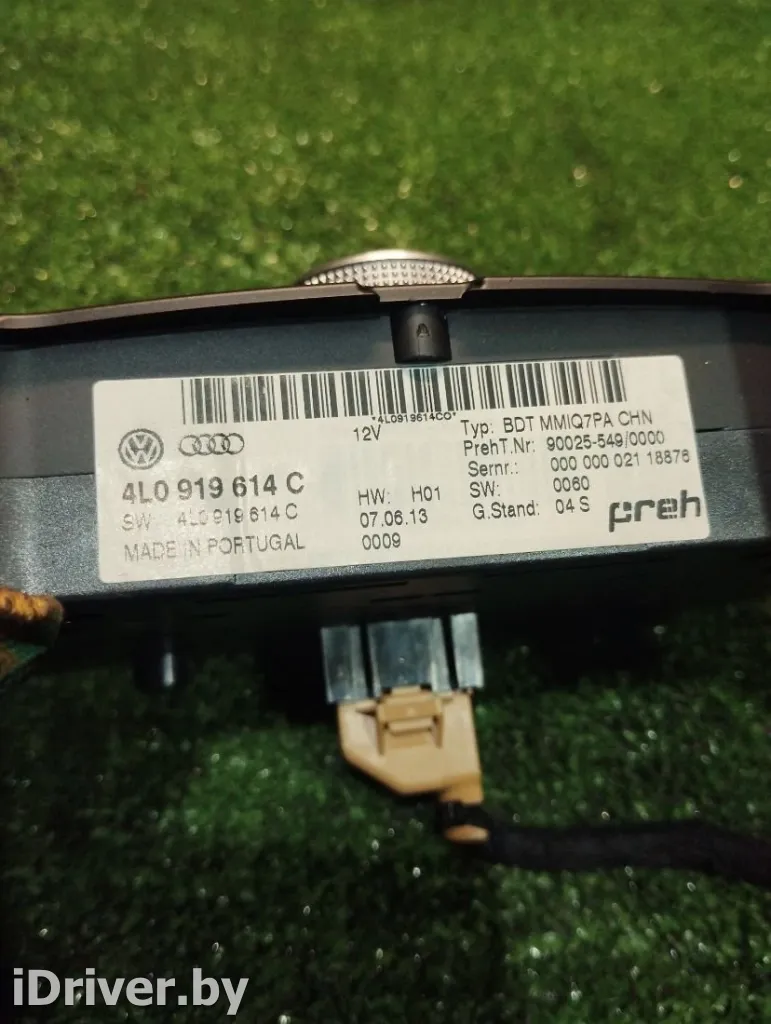 A
*4L0919614C0*
12V
Typ: BDT MMIQ7PA CHN
PrehT.Nr: 90025-549/0000
Sernr.: 000 000 021 18876
4L0 919 614 C
HW: H01
SW: 0060
SW 4L0 919 614 C
07.06.13
G.Stand: 04 S
preh
MADE IN PORTUGAL
0009
iDriver.by